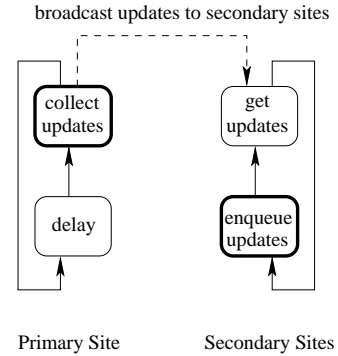 broadcast updates to secondary sites
collect
updates
get
updates
delay
enqueue
updates
Primary Site
Secondary Sites